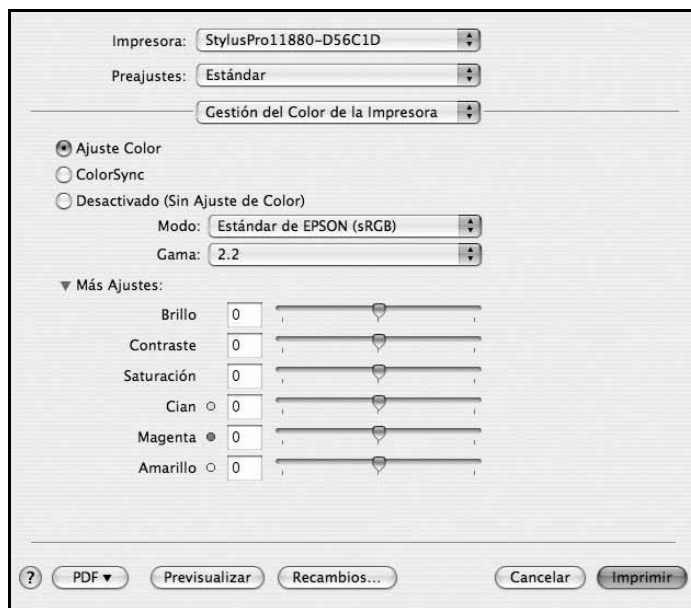 Impresora: StylusPro11880-D56C1D
Preajustes: Estándar
Gestión del Color de la Impresora
Ajuste Color
ColorSync
Desactivado (Sin Ajuste de Color)
Modo: Estándar de EPSON (sRGB)
Gama: 2.2
Más Ajustes:
Brillo 0
Contraste 0
Saturación 0
Cian 0
Magenta 0
Amarillo 0
? PDF Previsualizar Recambios... Cancelar Imprimir